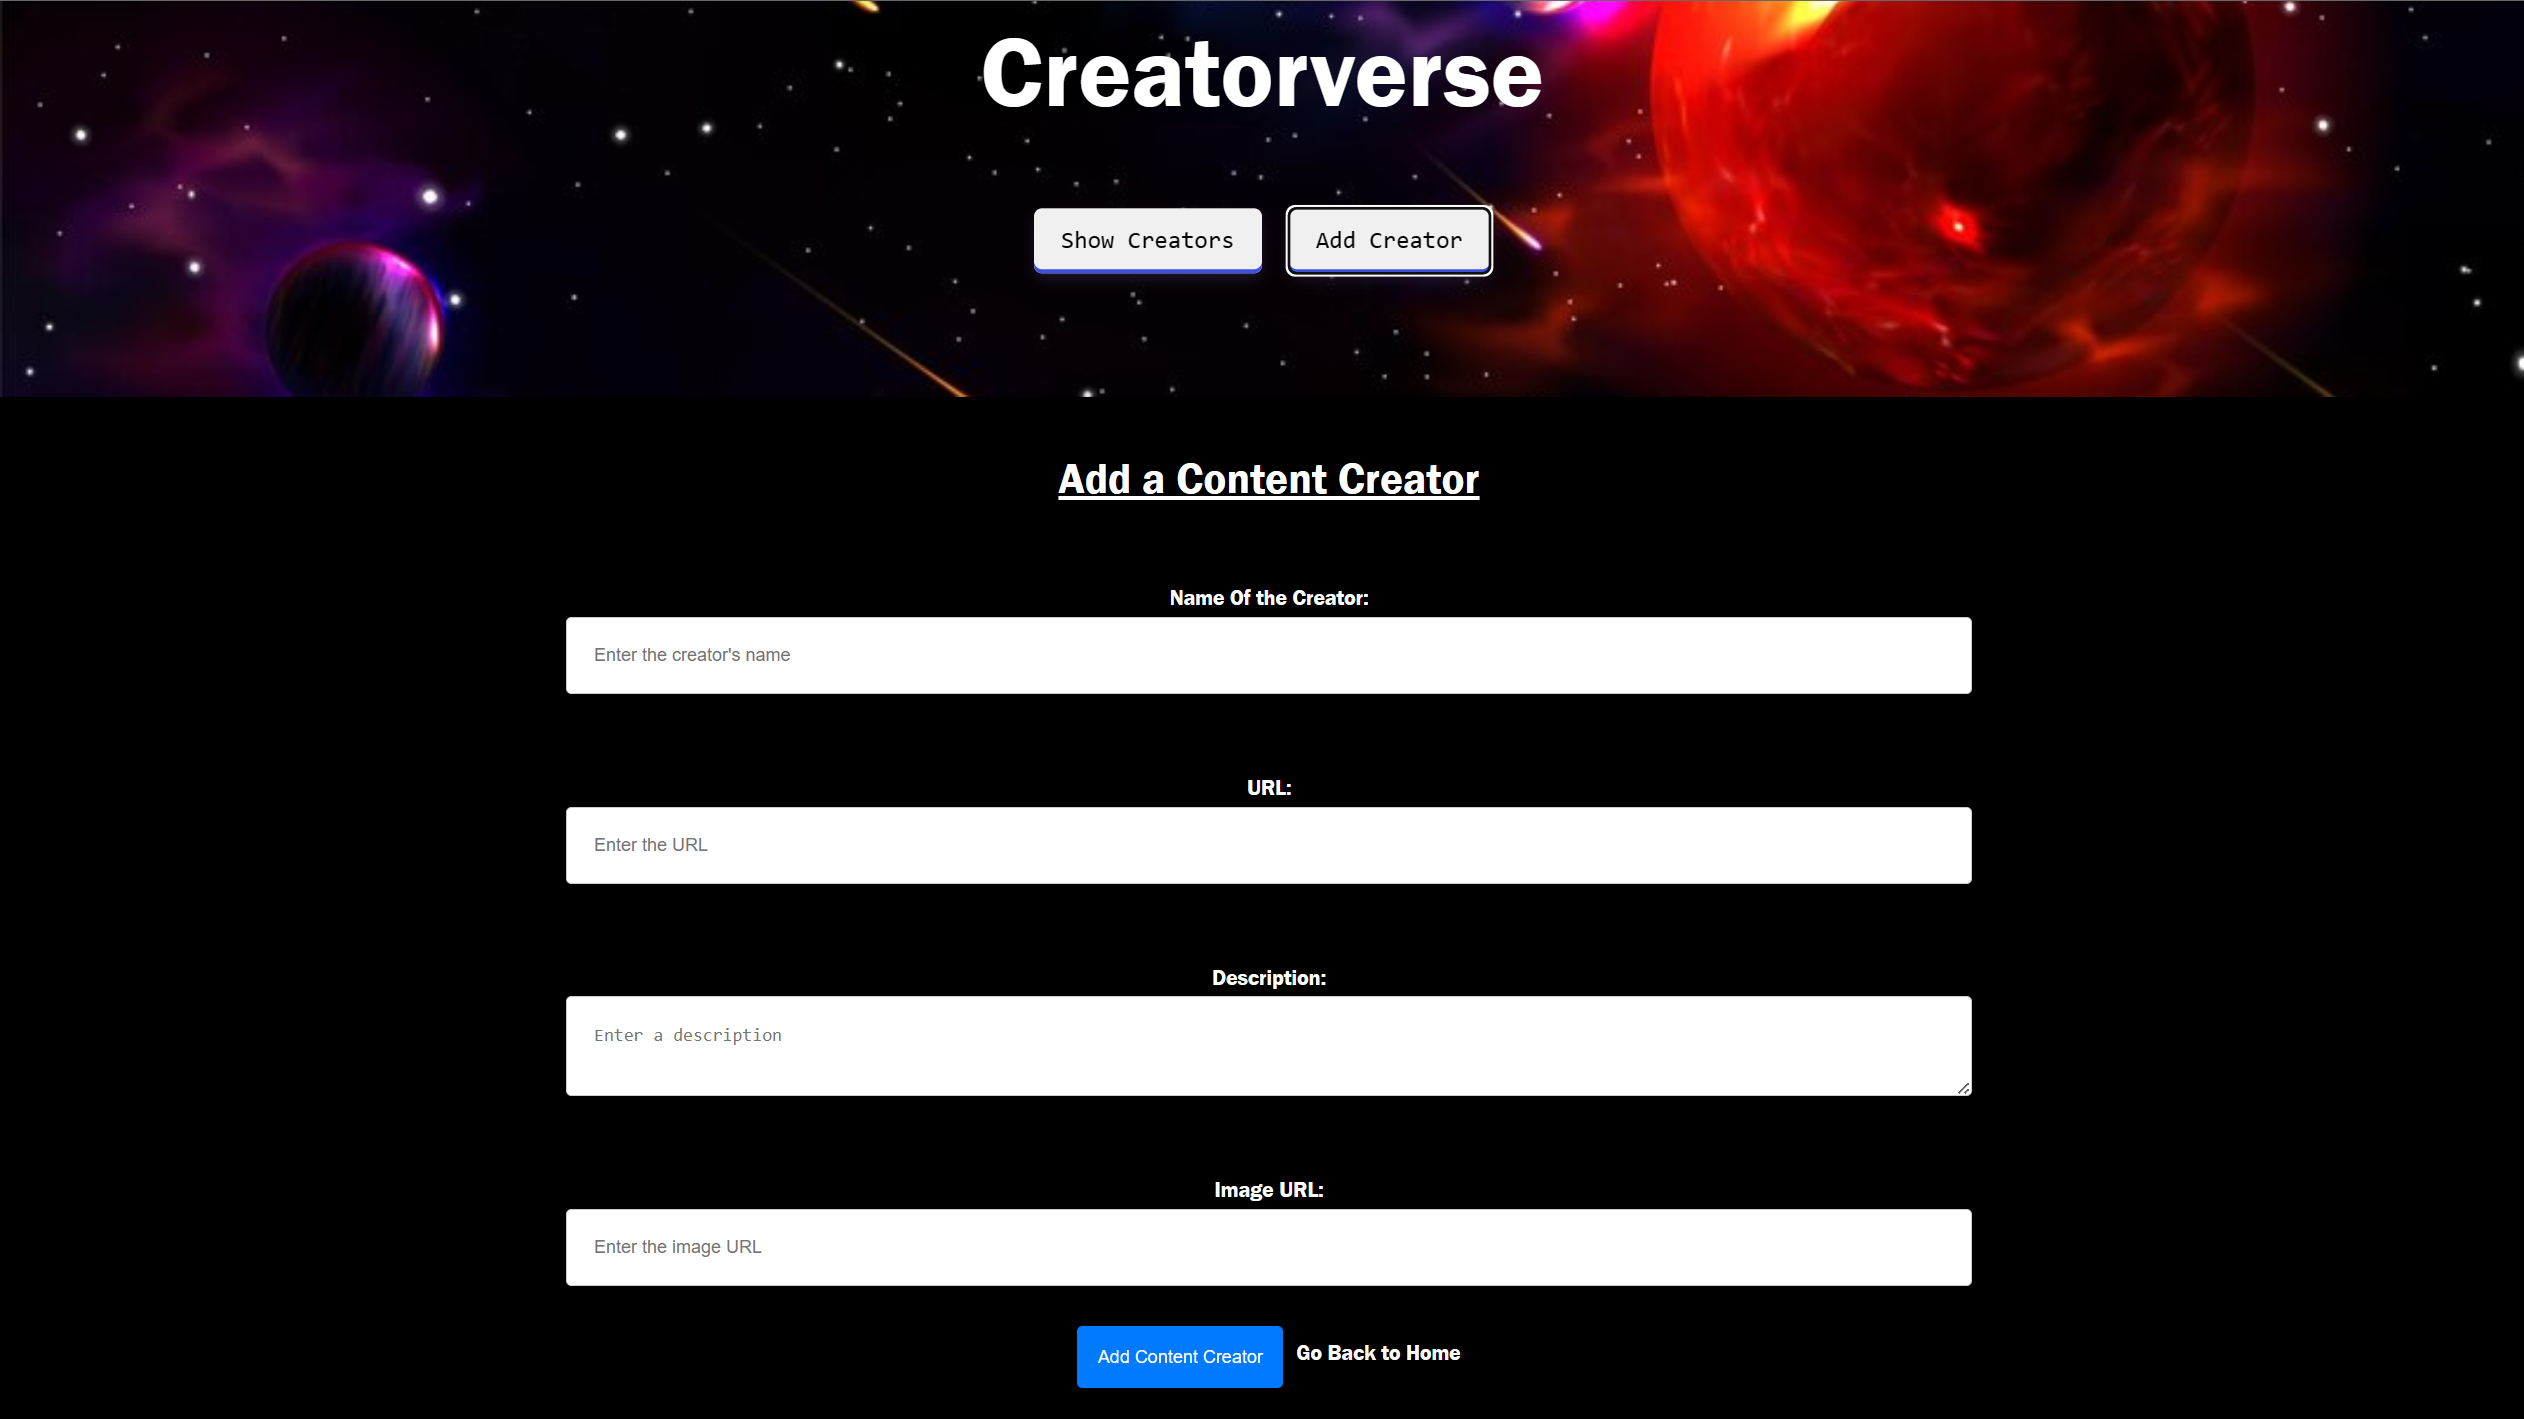 Creatorverse
Show Creators
Add Creator
Add a Content Creator
Name Of the Creator:
Enter the creator's name
URL:
Enter the URL
Description:
Enter a description
Image URL:
Enter the image URL
Add Content Creator
Go Back to Home